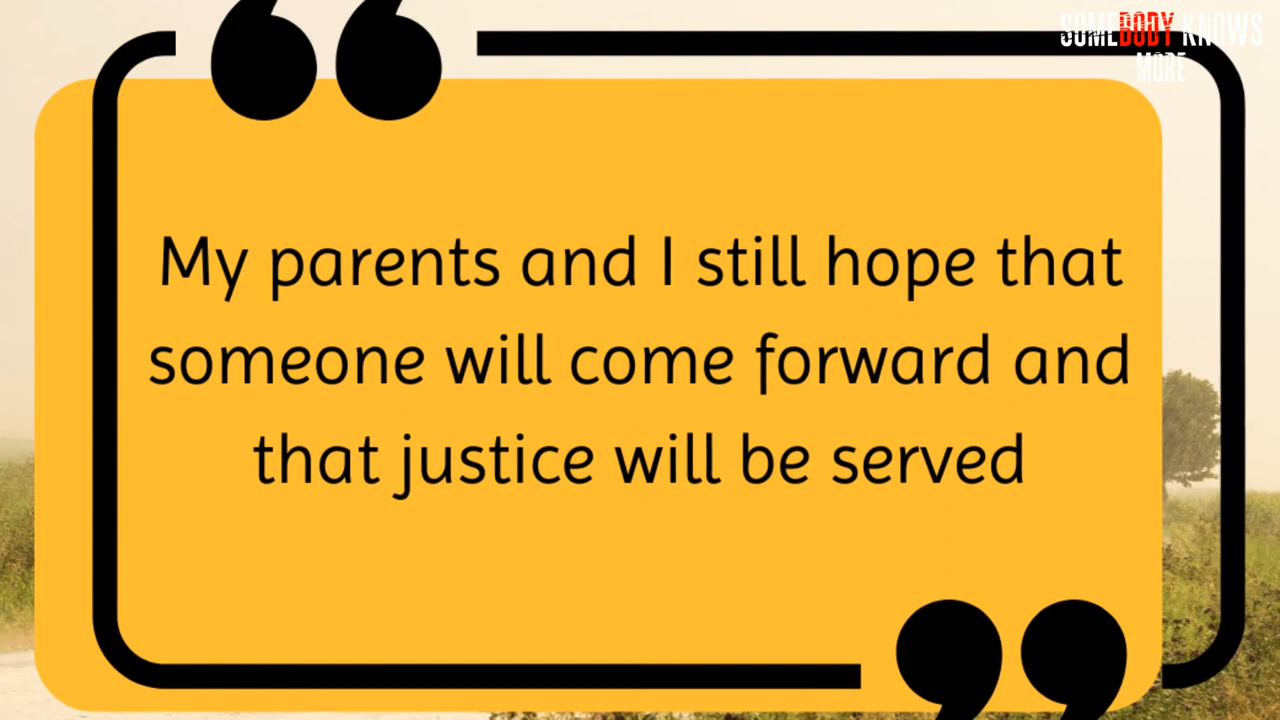 SOMEBODY KNOWS
MORE
My parents and I still hope that
someone will come forward and
that justice will be served